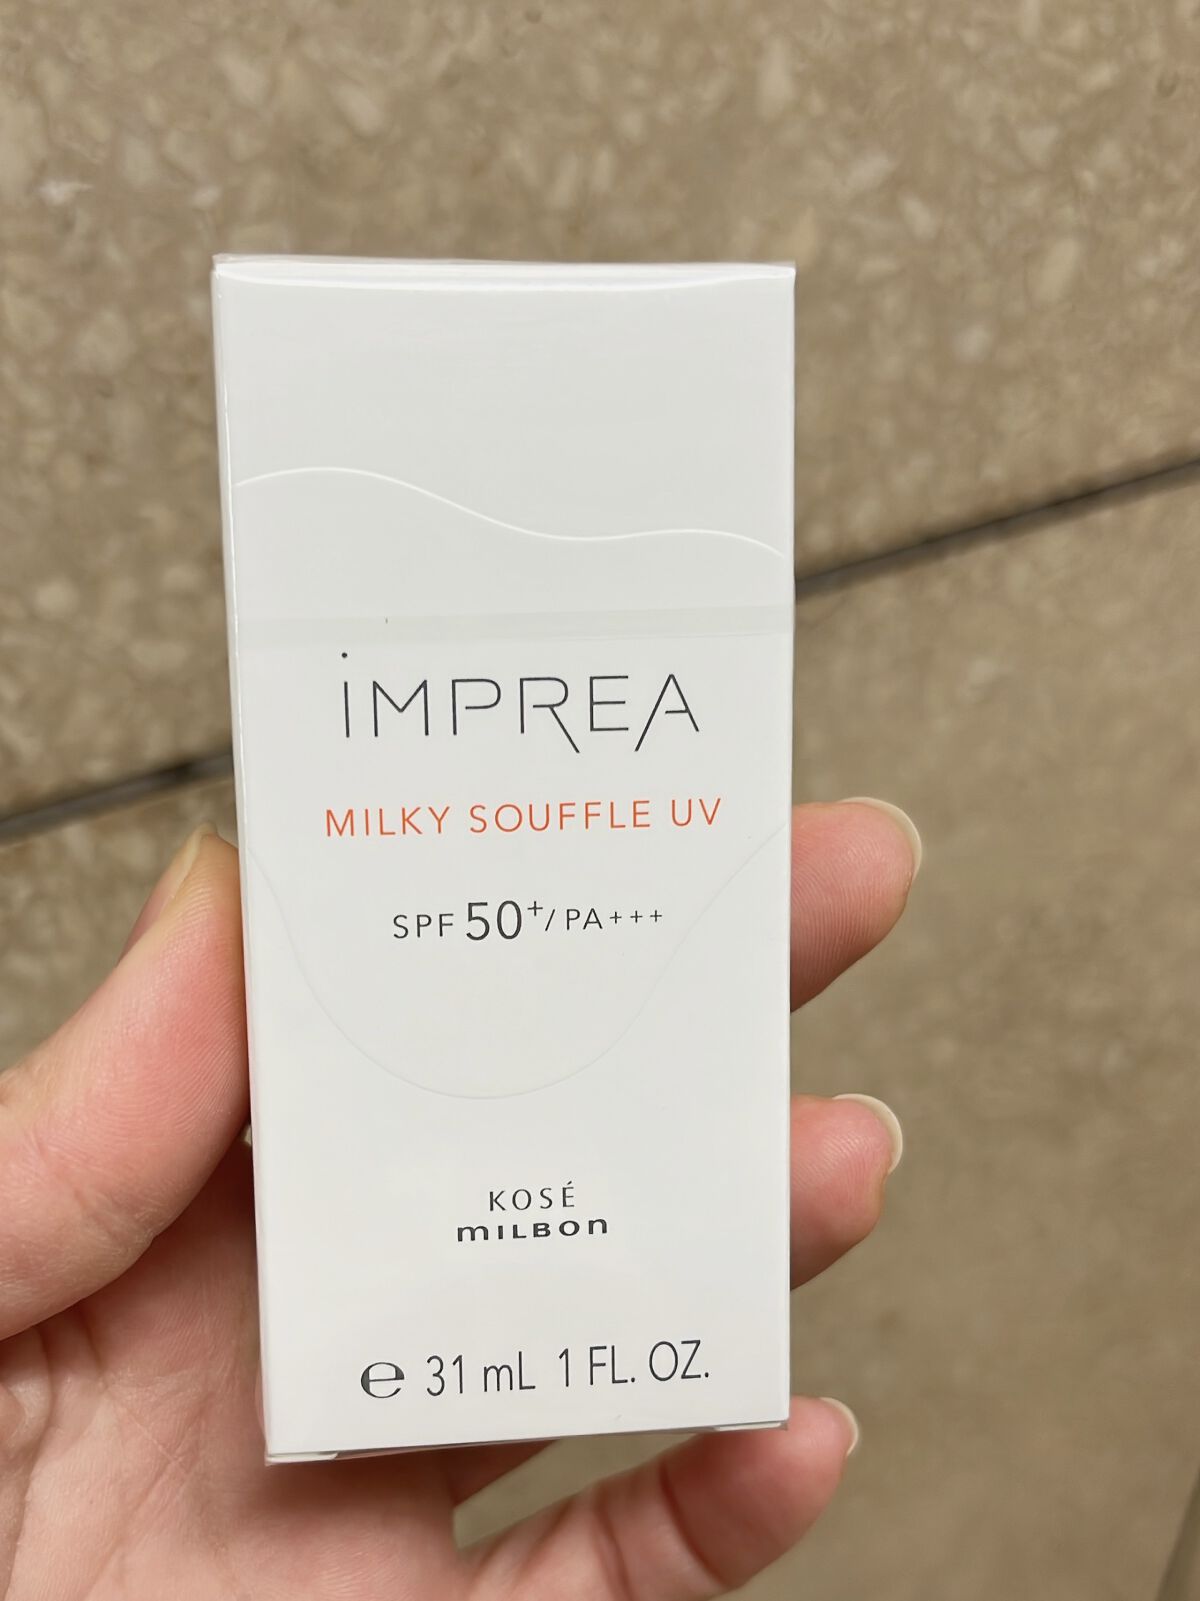 iMPREA
MILKY SOUFFLE UV
SPF 50+/PA+++
KOSÉ
mILBOn
e 31 mL 1 FL. OZ.